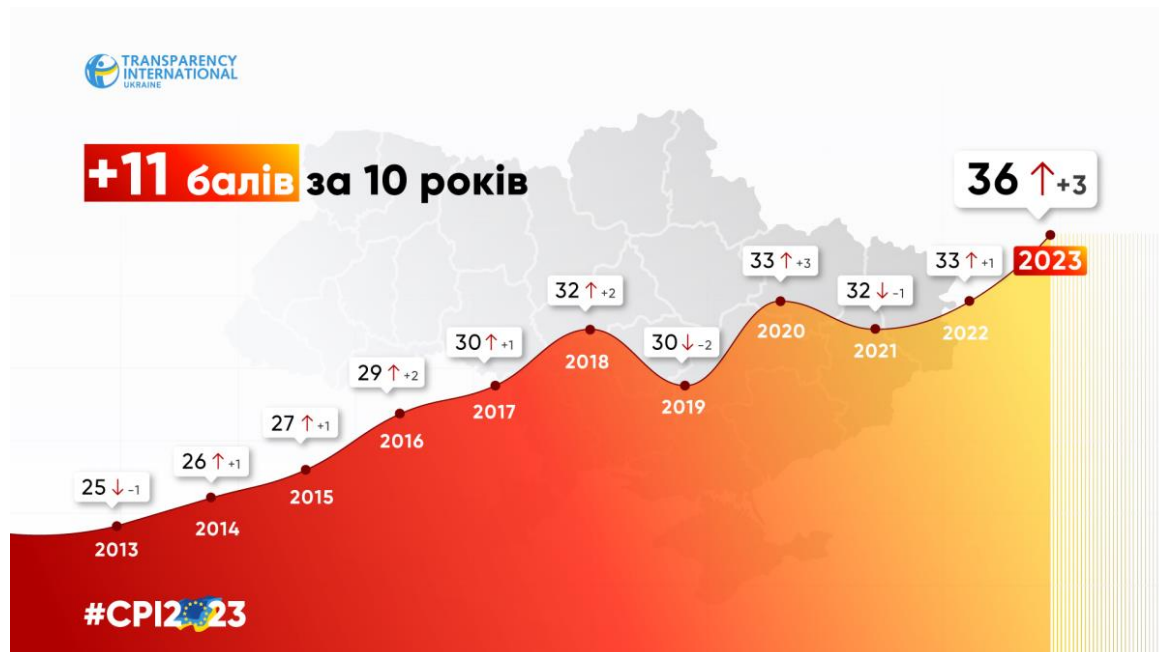 TRANSPARENCY
INTERNATIONAL
UKRAINE
+11 балів за 10 років
36 ↑ +3
2023
33 ↑ +1
2022
32 ↓ -1
2021
33 ↑ +3
2020
30 ↓ -2
2019
32 ↑ +2
2018
30 ↑ +1
2017
29 ↑ +2
2016
27 ↑ +1
2015
26 ↑ +1
2014
25 ↓ -1
2013
#CPI2023